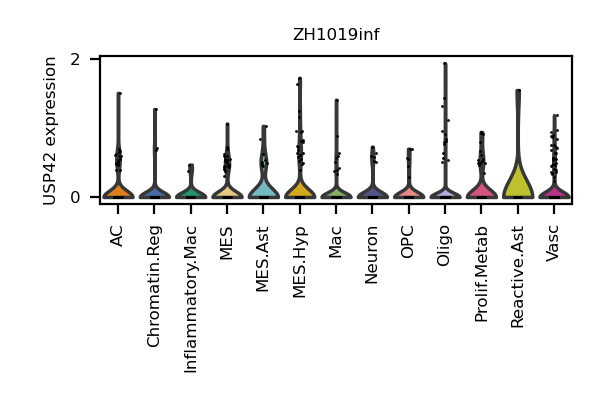 ZH1019inf
USP42 expression
2
0
AC
Chromatin.Reg
Inflammatory.Mac
MES
MES.Ast
MES.Hyp
Mac
Neuron
OPC
Oligo
Prolif.Metab
Reactive.Ast
Vasc